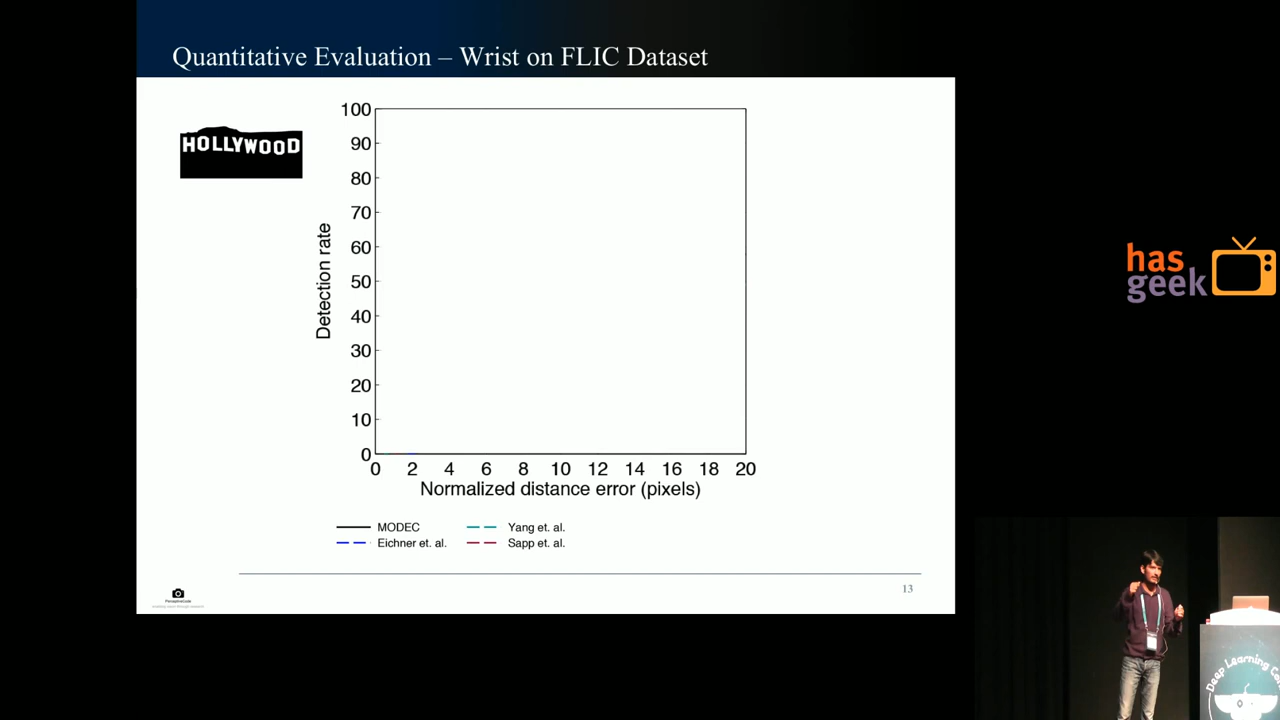 Quantitative Evaluation – Wrist on FLIC Dataset
HOLLYWOOD
100
90
80
70
60
50
40
30
20
10
0
Detection rate
0 2 4 6 8 10 12 14 16 18 20
Normalized distance error (pixels)
MODEC
Yang et. al.
Eichner et. al.
Sapp et. al.
13
has
geek
Deep Learning